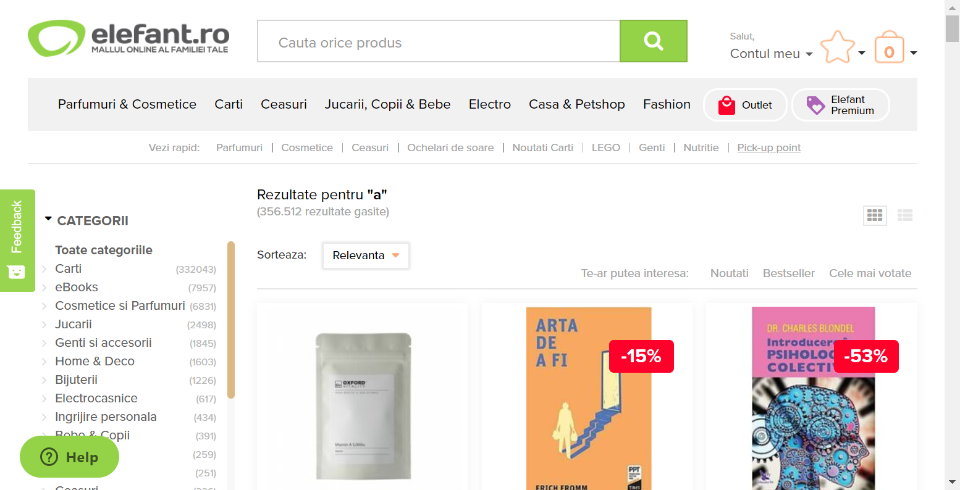 elefant.ro
MALLUL ONLINE AL FAMILIEI TALE
Cauta orice produs
Salut,
Contul meu
0
Parfumuri & Cosmetice
Carti
Ceasuri
Jucarii, Copii & Bebe
Electro
Casa & Petshop
Fashion
Outlet
Elefant
Premium
Vezi rapid:
Parfumuri
Cosmetice
Ceasuri
Ochelari de soare
Noutati Carti
LEGO
Genti
Nutritie
Pick-up point
Feedback
CATEGORII
Toate categoriile
Carti (332043)
eBooks (7957)
Cosmetice si Parfumuri (6831)
Jucarii (2498)
Genti si accesorii (1845)
Home & Deco (1603)
Bijuterii (1226)
Electrocasnice (617)
Ingrijire personala (434)
Bebe & Copii (391)
(259)
(251)
Ceasuri
Help
Rezultate pentru "a"
(356.512 rezultate gasite)
Sorteaza:
Relevanta
Te-ar putea interesa:
Noutati
Bestseller
Cele mai votate
OXFORD
VITALITY
ARTA
DE
A FI
-15%
PPT
ERICH FROMM
DR. CHARLES BLONDEL
Introducere
PSIHOLOG
COLECTIV
-53%